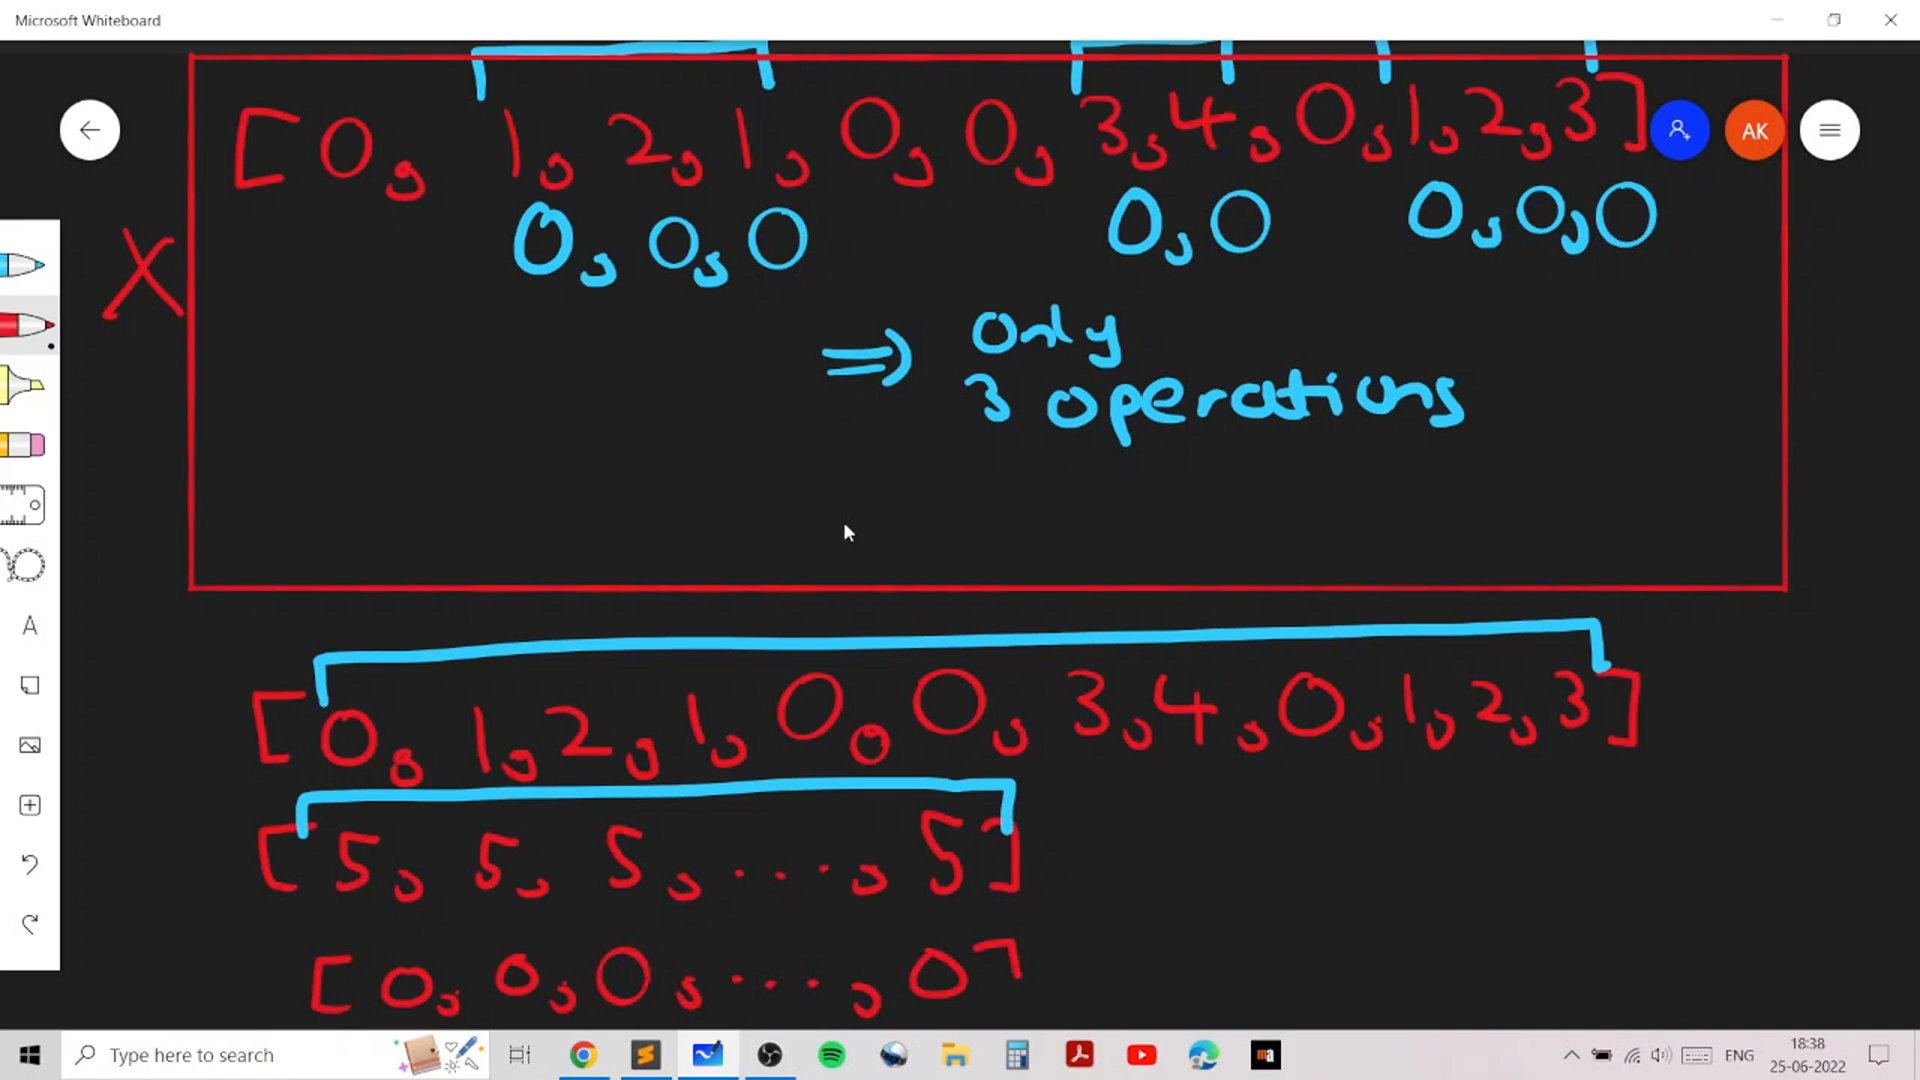 Microsoft Whiteboard
[0, 1, 2, 1, 0, 0, 3, 4, 0, 1, 2, 3]
AK
0, 0, 0 0, 0 0, 0, 0
X
⇒ Only
3 operations
[0, 1, 2, 1, 0, 0, 3, 4, 0, 1, 2, 3]
[5, 5, 5, ..., 5]
[0, 0, 0, ..., 0]
Type here to search
ENG
18:38
25-06-2022